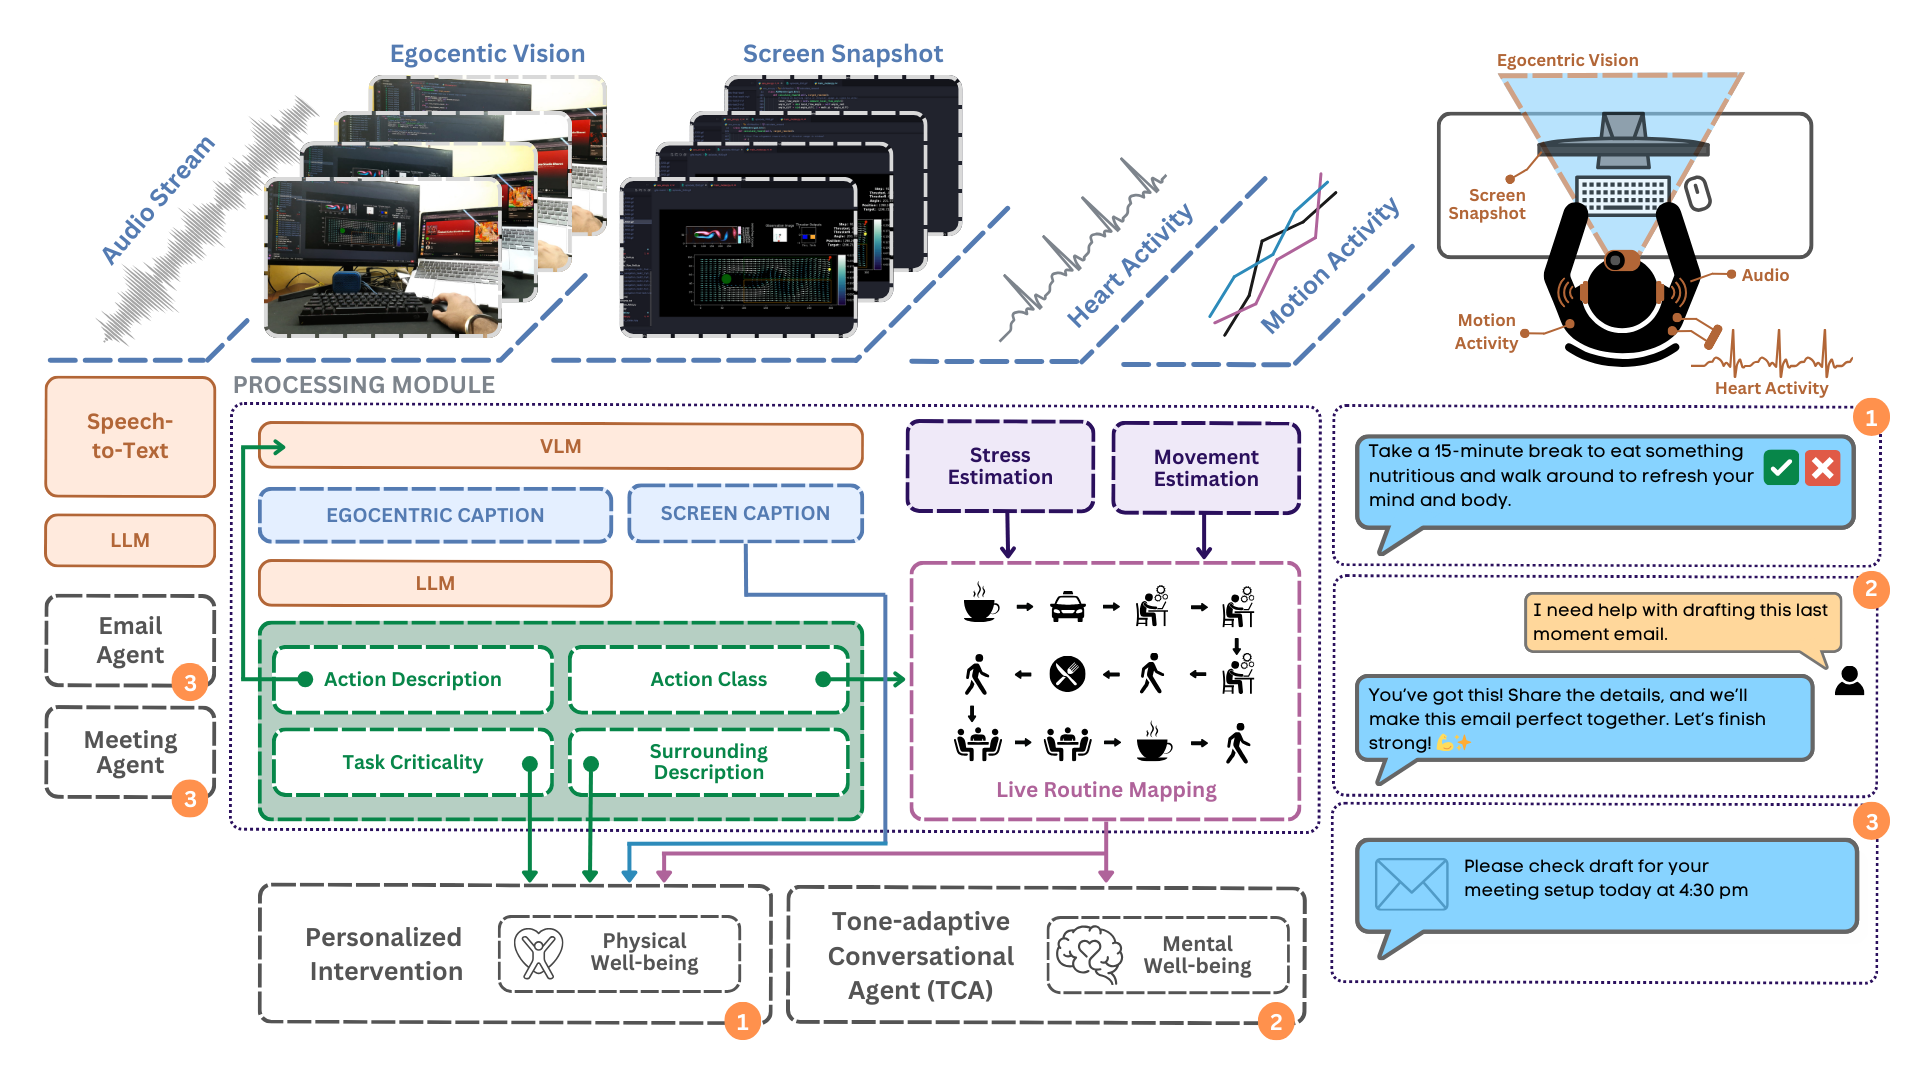 Egocentic Vision
Screen Snapshot
Audio Stream
Heart Activity
Motion Activity
Egocentric Vision
Screen
Snapshot
Audio
Motion
Activity
Heart Activity
PROCESSING MODULE
Speech-
to-Text
LLM
Email
Agent
3
Meeting
Agent
3
VLM
EGOCENTRIC CAPTION
SCREEN CAPTION
LLM
Action Description
Action Class
Task Criticality
Surrounding
Description
Stress
Estimation
Movement
Estimation
Live Routine Mapping
Personalized
Intervention
Physical
Well-being
1
Tone-adaptive
Conversational
Agent (TCA)
Mental
Well-being
2
1
Take a 15-minute break to eat something
nutritious and walk around to refresh your
mind and body.
2
I need help with drafting this last
moment email.
You've got this! Share the details, and we'll
make this email perfect together. Let's finish
strong! 💪✨
3
Please check draft for your
meeting setup today at 4:30 pm